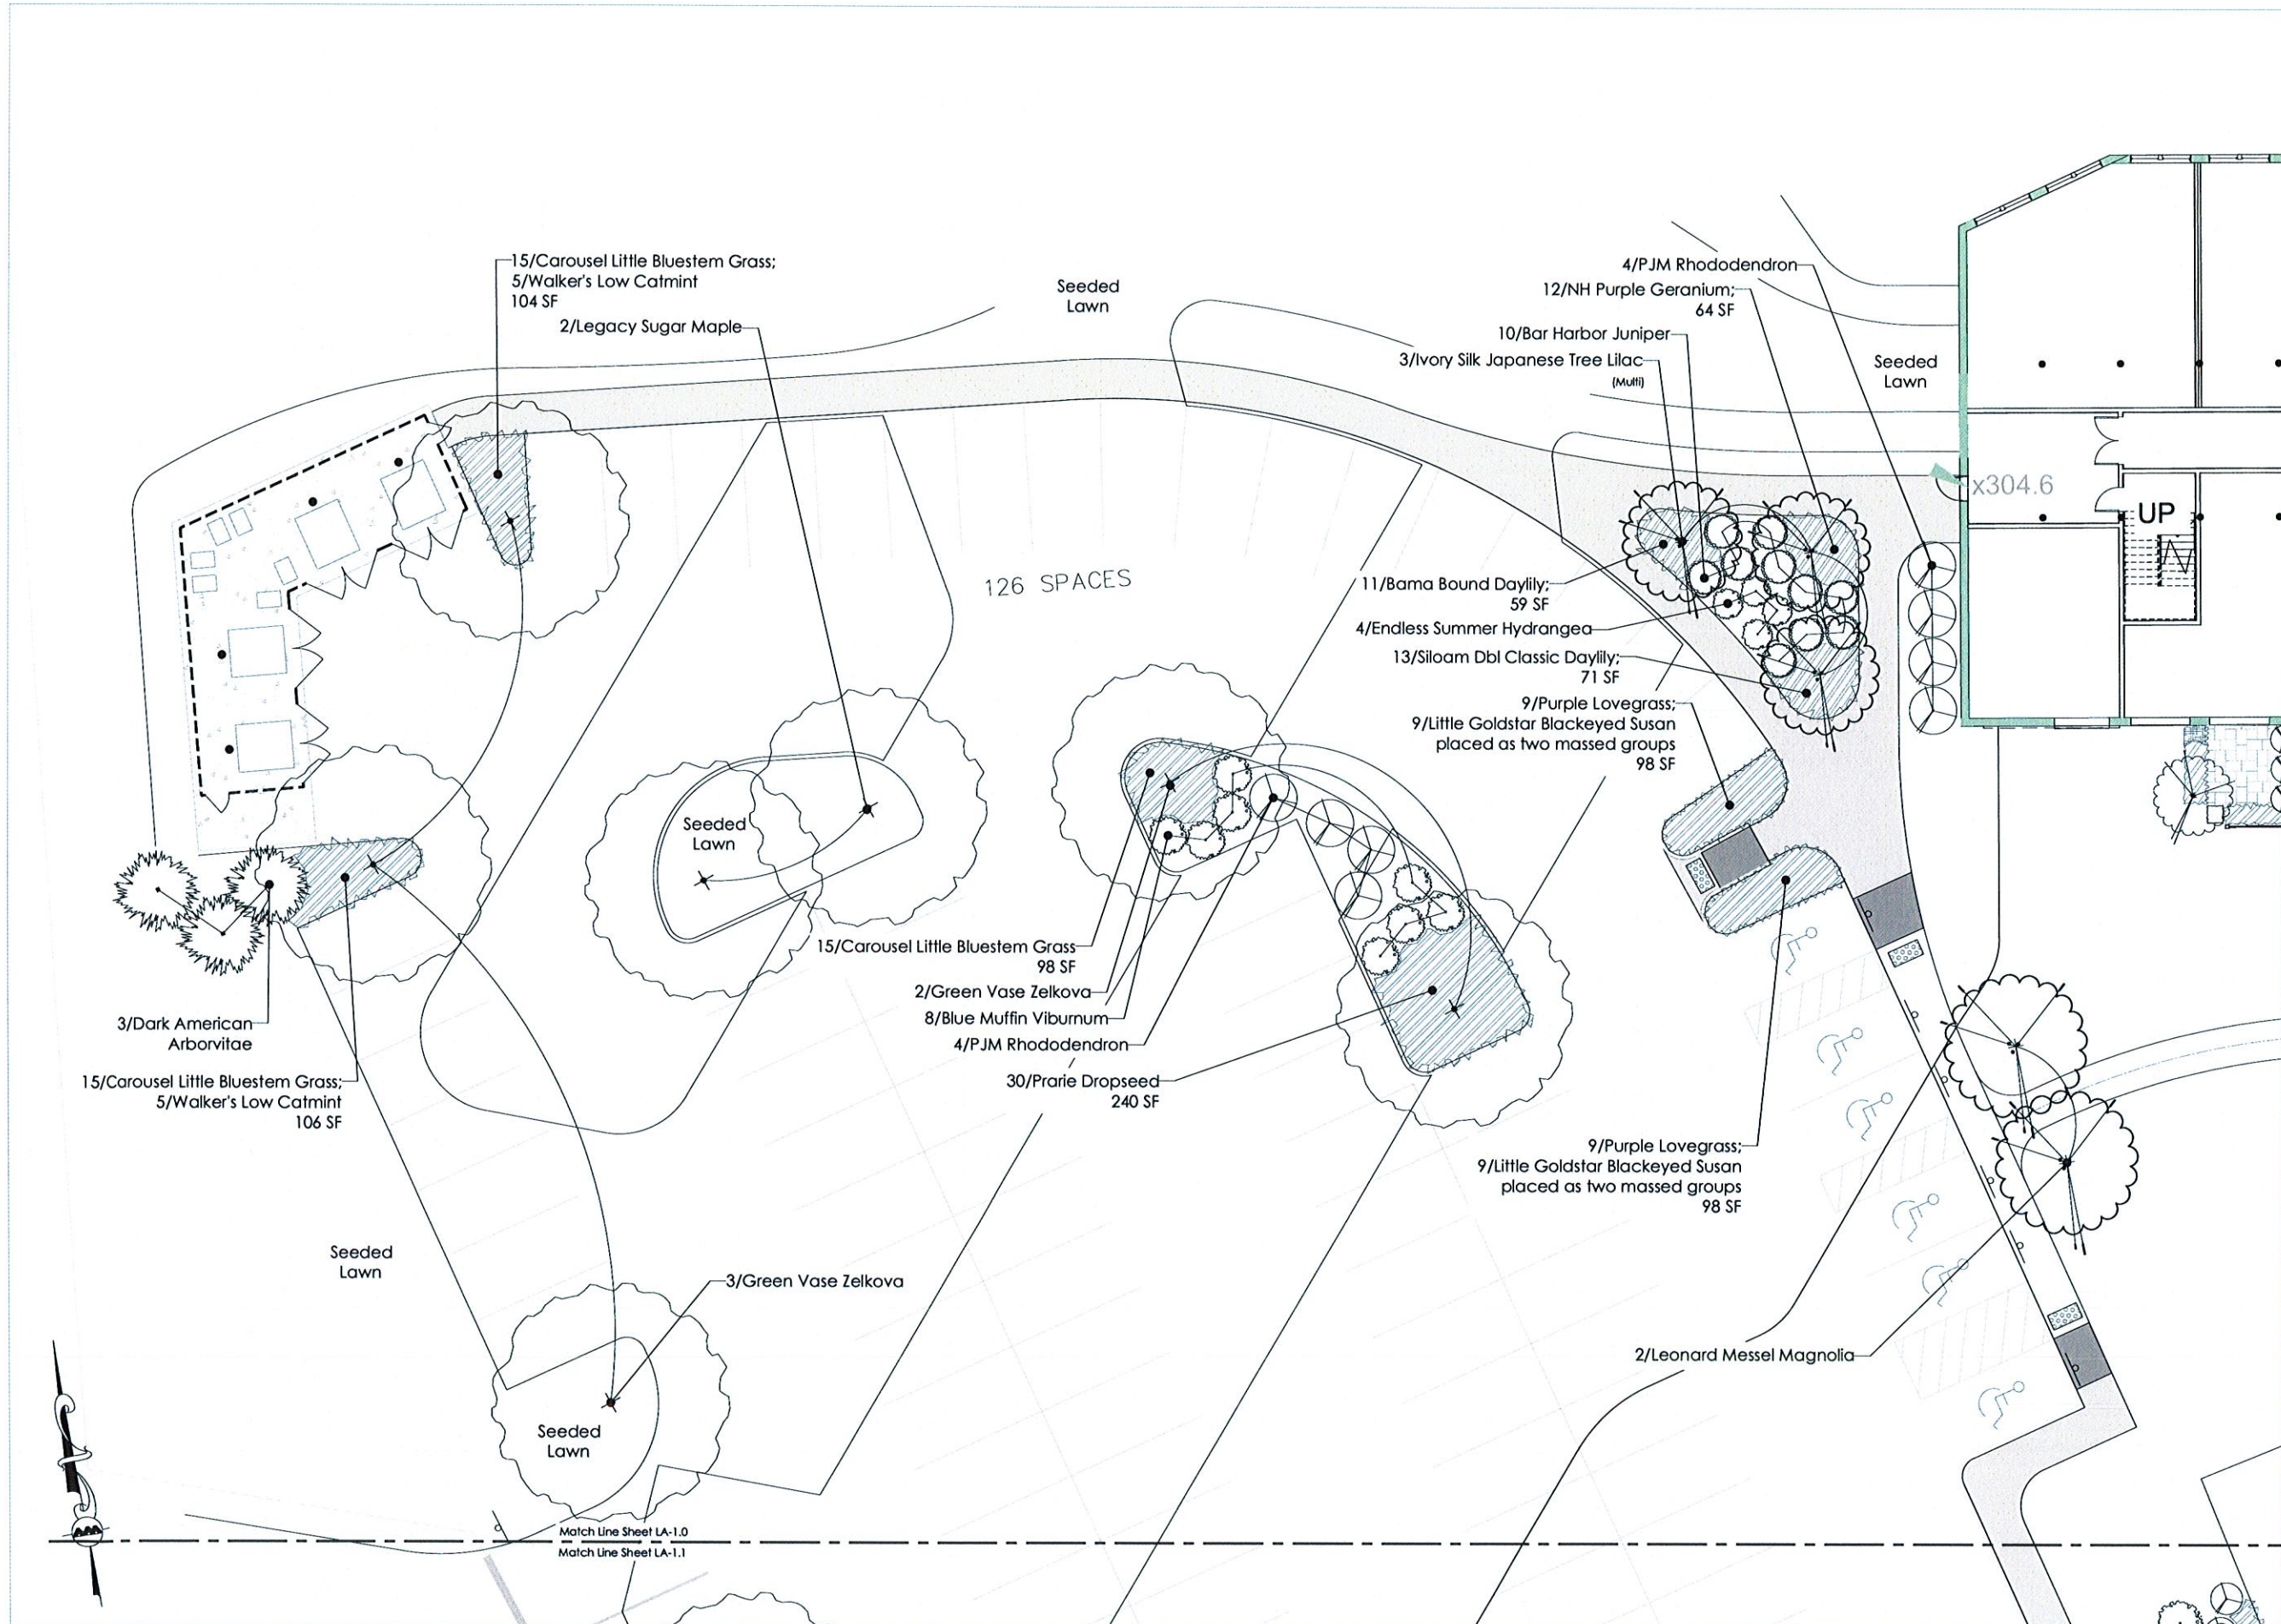 15/Carousel Little Bluestem Grass;
5/Walker's Low Catmint
104 SF
2/Legacy Sugar Maple
Seeded
Lawn
4/PJM Rhododendron
12/NH Purple Geranium;
64 SF
10/Bar Harbor Juniper
3/Ivory Silk Japanese Tree Lilac
(Multi)
Seeded
Lawn
x304.6
UP
126 SPACES
11/Bama Bound Daylily;
59 SF
4/Endless Summer Hydrangea
13/Siloam Dbl Classic Daylily;
71 SF
9/Purple Lovegrass;
9/Little Goldstar Blackeyed Susan
placed as two massed groups
98 SF
Seeded
Lawn
15/Carousel Little Bluestem Grass
98 SF
2/Green Vase Zelkova
8/Blue Muffin Viburnum
4/PJM Rhododendron
30/Prarie Dropseed
240 SF
3/Dark American
Arborvitae
15/Carousel Little Bluestem Grass;
5/Walker's Low Catmint
106 SF
9/Purple Lovegrass;
9/Little Goldstar Blackeyed Susan
placed as two massed groups
98 SF
Seeded
Lawn
3/Green Vase Zelkova
2/Leonard Messel Magnolia
Seeded
Lawn
Match Line Sheet LA-1.0
Match Line Sheet LA-1.1